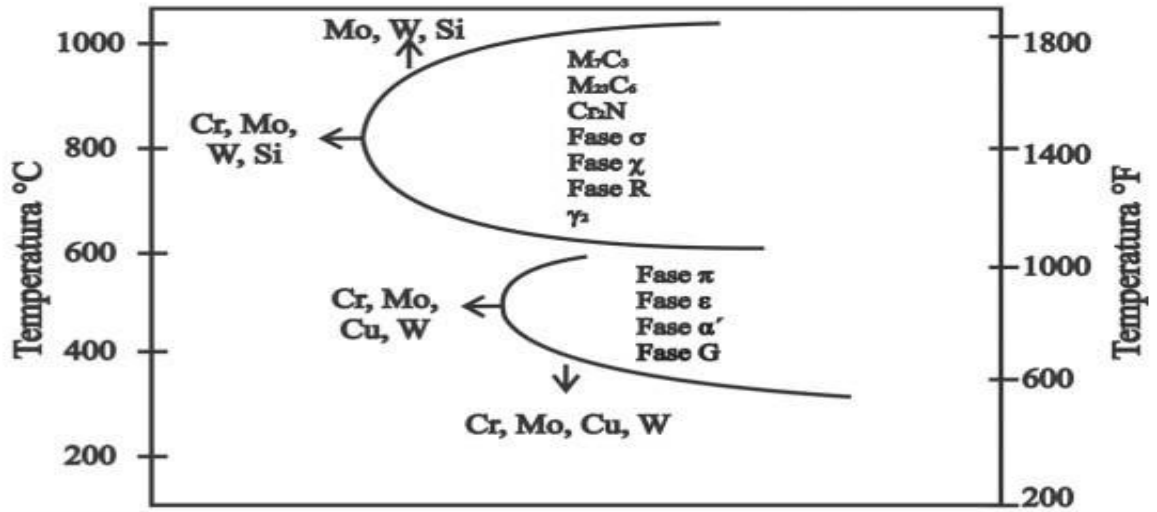 Temperatura °C
1000
800
600
400
200
Mo, W, Si
Cr, Mo,
W, Si
M₇C₃
M₂₃C₆
Cr₂N
Fase σ
Fase χ
Fase R
γ₂
Cr, Mo,
Cu, W
Fase π
Fase ε
Fase α´
Fase G
Cr, Mo, Cu, W
1800
1400
1000
600
200
Temperatura °F